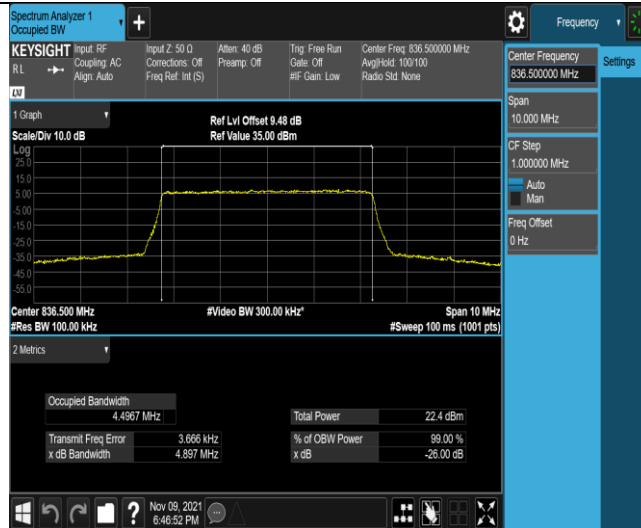 Spectrum Analyzer 1
Occupied BW
Frequency
KEYSIGHT
Input: RF
Input Z: 50 Ω
Atten: 40 dB
Trig: Free Run
Center Freq: 836.500000 MHz
RL
Coupling: AC
Corrections: Off
Preamp: Off
Gate: Off
Avg|Hold: 100/100
Align: Auto
Freq Ref: Int (S)
#IF Gain: Low
Radio Std: None
LXI
Center Frequency
836.500000 MHz
Settings
Span
10.000 MHz
CF Step
1.000000 MHz
Auto
Man
Freq Offset
0 Hz
1 Graph
Ref Lvl Offset 9.48 dB
Scale/Div 10.0 dB
Ref Value 35.00 dBm
Log
25.0
15.0
5.00
-5.00
-15.0
-25.0
-35.0
-45.0
-55.0
Center 836.500 MHz
#Video BW 300.00 kHz*
Span 10 MHz
#Res BW 100.00 kHz
#Sweep 100 ms (1001 pts)
2 Metrics
Occupied Bandwidth
4.4967 MHz
Total Power
22.4 dBm
Transmit Freq Error
3.666 kHz
% of OBW Power
99.00 %
x dB Bandwidth
4.897 MHz
x dB
-26.00 dB
?
Nov 09, 2021
6:46:52 PM